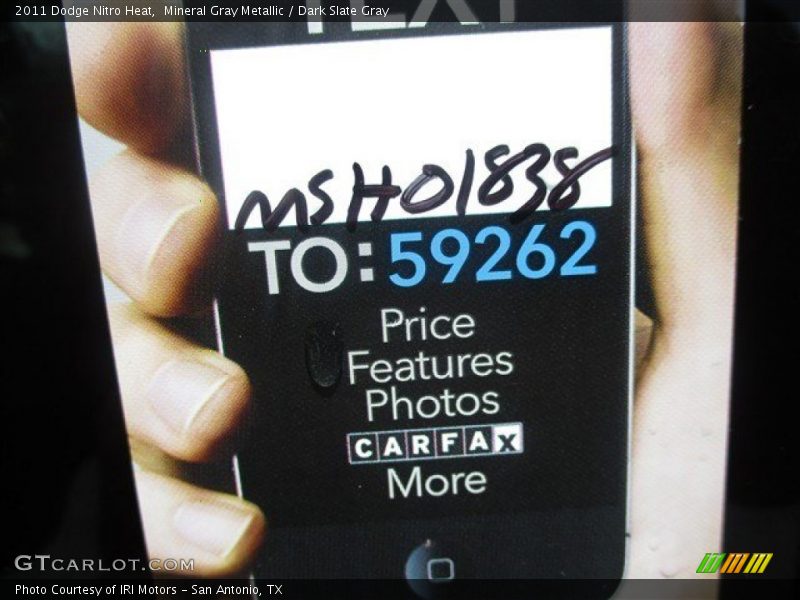 2011 Dodge Nitro Heat,  Mineral Gray Metallic / Dark Slate Gray
TEXT
MSH01838
TO: 59262
Price
Features
Photos
CARFAX
More
GTCARLOT.COM
Photo Courtesy of IRI Motors - San Antonio, TX